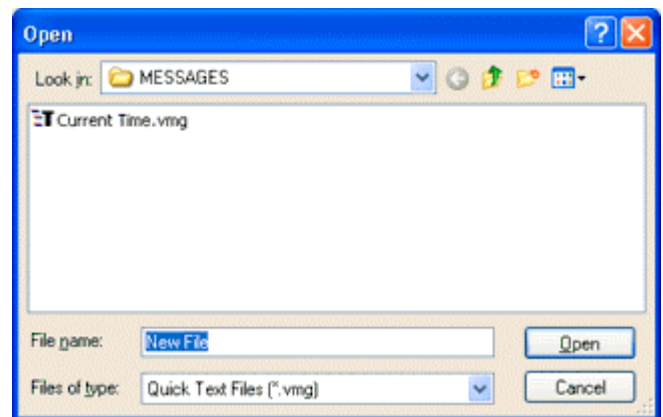 Open
Look in: MESSAGES
Current Time.vmg
File name: New File Open
Files of type: Quick Text Files (*.vmg) Cancel